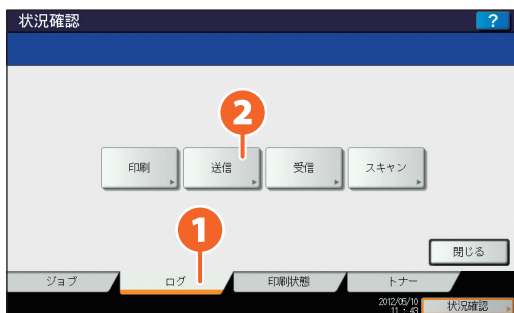 状況確認 ?
2
印刷 送信 受信 スキャン
1
閉じる
ジョブ ログ 印刷状態 トナー
2012/05/10
11:43 状況確認